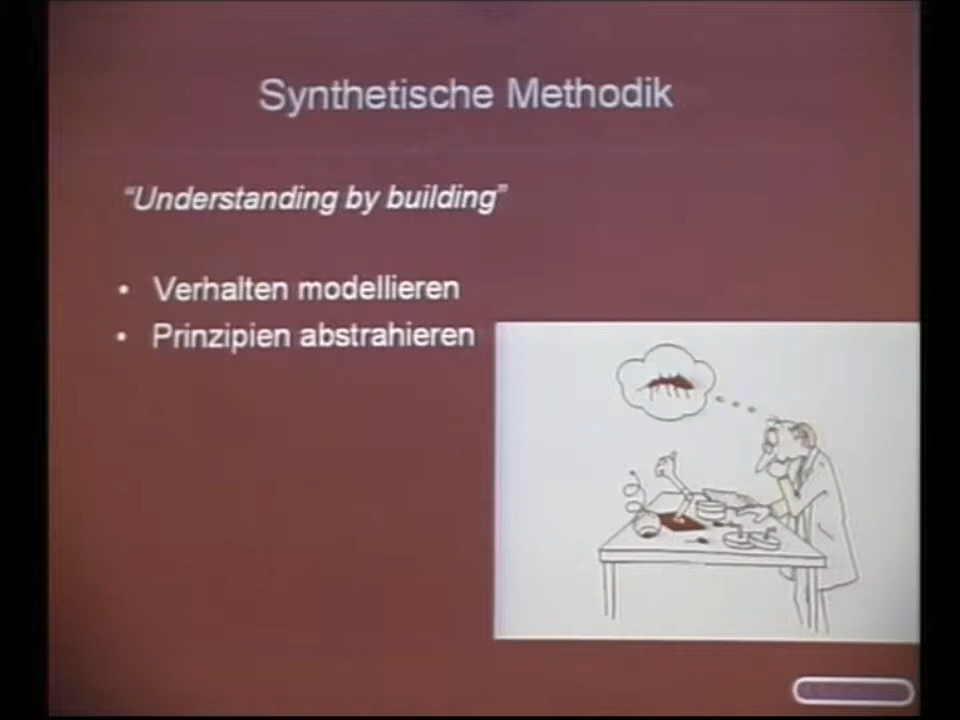 Synthetische Methodik
“Understanding by building”
• Verhalten modellieren
• Prinzipien abstrahieren